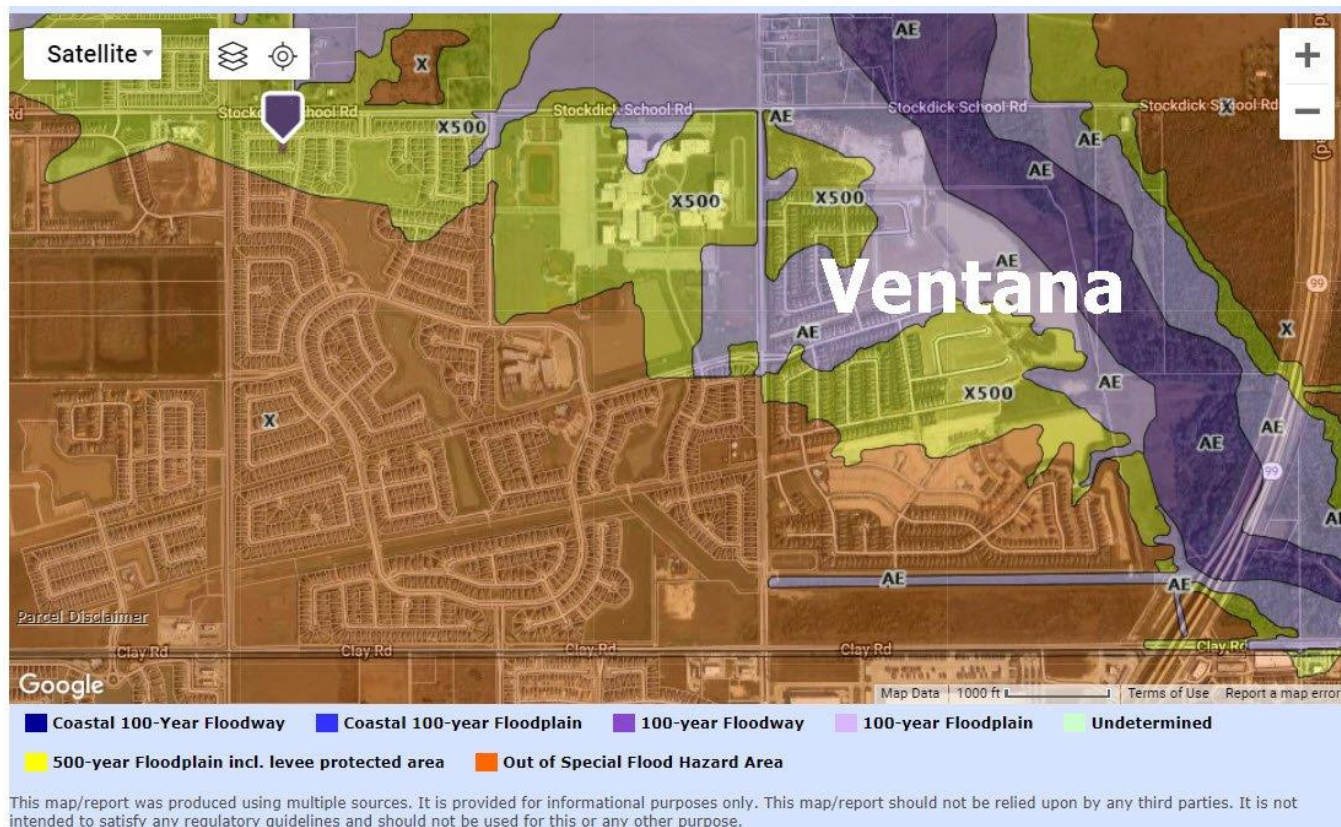 Satellite
X
AE
Stockdick School Rd
Stockdick School Rd
Stockdick School Rd
Stockdick School Rd
X
Rd
X500
AE
AE
AE
X500
X500
99
AE
Ventana
AE
X
X500
AE
X
AE
AE
99
AE
AE
AE
Parcel Disclaimer
Clay Rd
Clay Rd
Clay Rd
Clay Rd
Clay Rd
Google
Map Data
1000 ft
Terms of Use
Report a map error
Coastal 100-Year Floodway
Coastal 100-year Floodplain
100-year Floodway
100-year Floodplain
Undetermined
500-year Floodplain incl. levee protected area
Out of Special Flood Hazard Area
This map/report was produced using multiple sources. It is provided for informational purposes only. This map/report should not be relied upon by any third parties. It is not
intended to satisfy any regulatory guidelines and should not be used for this or any other purpose.